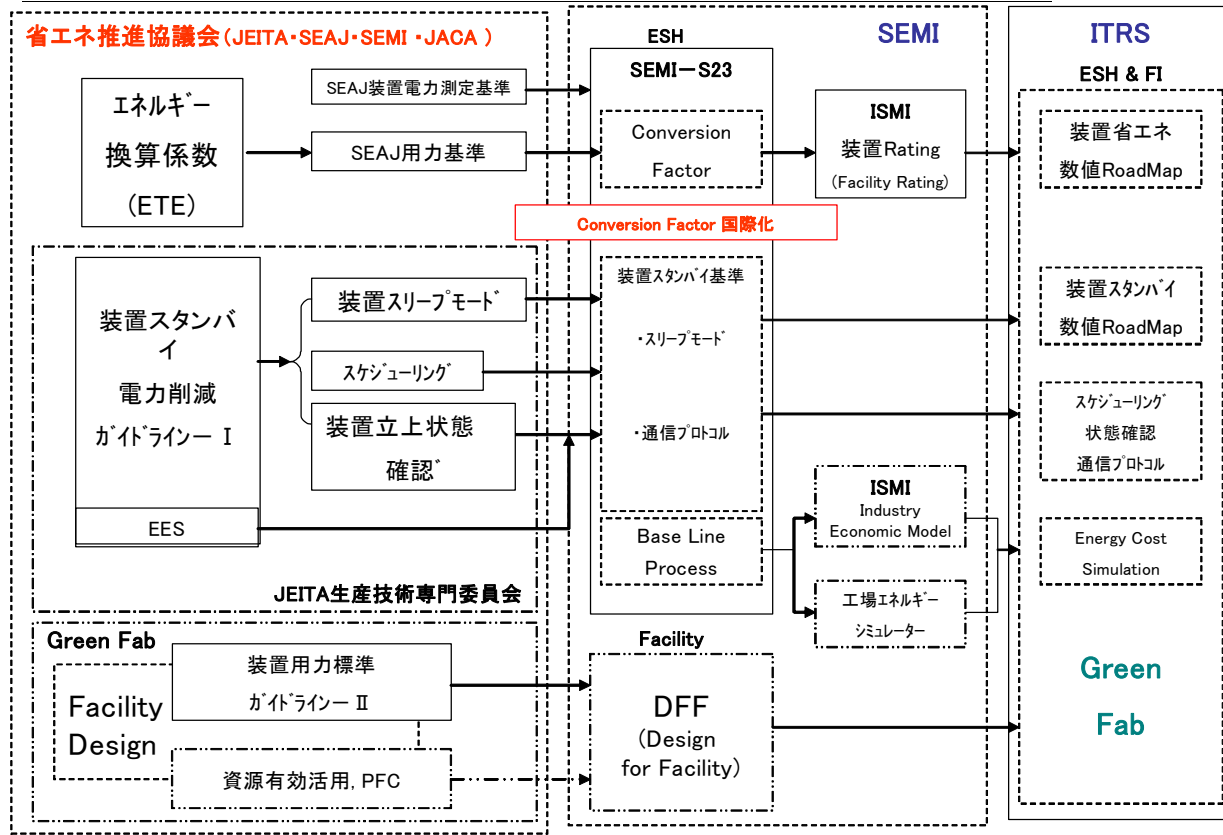 省エネ推進協議会(JEITA・SEAJ・SEMI ・JACA )
エネルギー
換算係数
(ETE)
SEAJ装置電力測定基準
SEAJ用力基準
装置スタンバ
イ
電力削減
ガイドラインー Ⅰ
EES
装置スリープモード
スケジューリング
装置立上状態
確認
JEITA生産技術専門委員会
Green Fab
Facility
Design
装置用力標準
ガイドラインー Ⅱ
資源有効活用, PFC
ESH
SEMI
SEMI－S23
Conversion
Factor
ISMI
装置Rating
(Facility Rating)
Conversion Factor 国際化
装置スタンバイ基準
・スリープモード
・通信プロトコル
Base Line
Process
ISMI
Industry
Economic Model
工場エネルギー
シミュレーター
Facility
DFF
(Design
for Facility)
ITRS
ESH & FI
装置省エネ
数値RoadMap
装置スタンバイ
数値RoadMap
スケジューリング
状態確認
通信プロトコル
Energy Cost
Simulation
Green
Fab